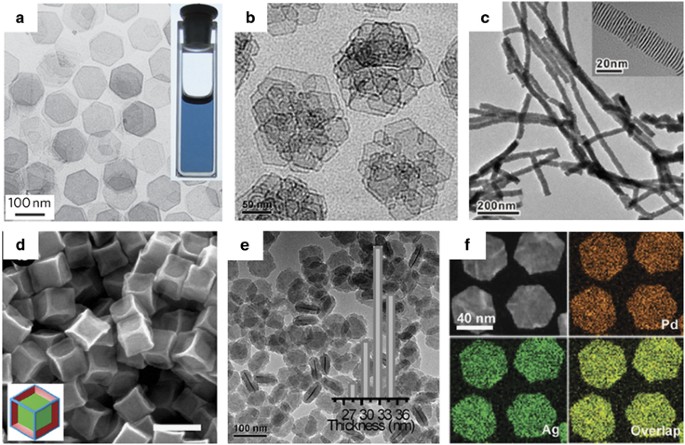 a
100 nm
b
50 nm
c
20nm
200nm
d
e
27 30 33 36
Thickness (nm)
100 nm
f
40 nm
Pd
Ag
Overlap